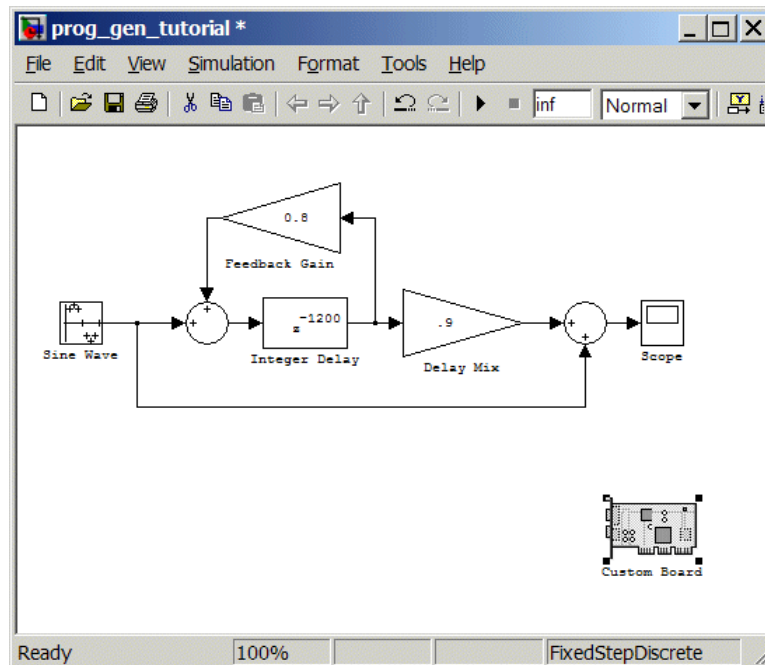 prog_gen_tutorial *
File Edit View Simulation Format Tools Help
inf Normal
0.8
Feedback Gain
+
+
z-1200
.9
+
+
Sine Wave
Integer Delay
Delay Mix
Scope
Custom Board
Ready 100% FixedStepDiscrete